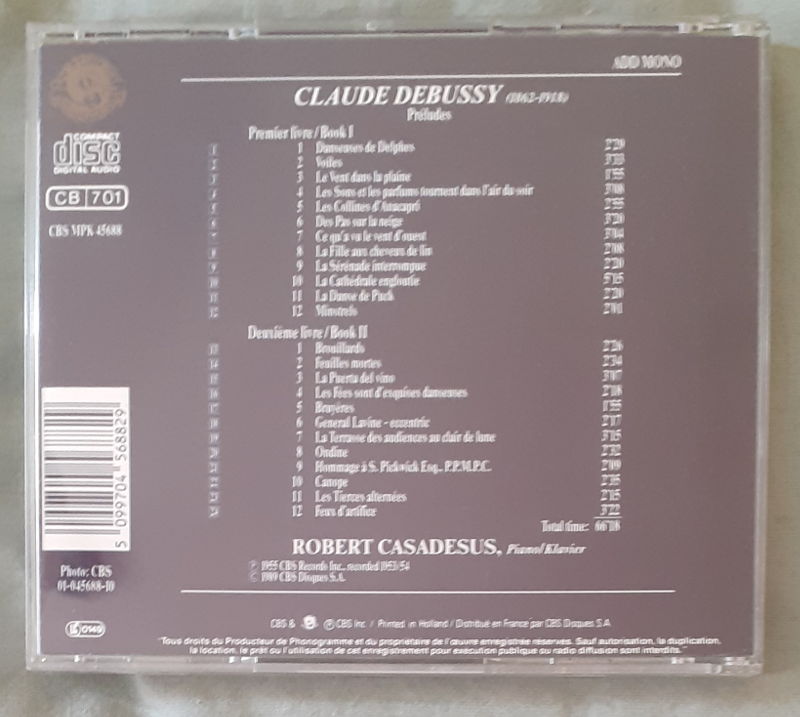 ADD MONO
COMPACT
disc
DIGITAL AUDIO
CB 701
CBS MPK 45688
CLAUDE DEBUSSY (1862-1918)
Préludes
Premier livre / Book I
1 1 Danseuses de Delphes 2'29
2 2 Voiles 3'13
3 3 Le Vent dans la plaine 1'55
4 4 Les Sons et les parfums tournent dans l'air du soir 3'08
5 5 Les Collines d'Anacapri 2'55
6 6 Des Pas sur la neige 3'20
7 7 Ce qu'a vu le vent d'ouest 3'04
8 8 La Fille aux cheveux de lin 2'08
9 9 La Sérénade interrompue 2'20
10 10 La Cathédrale engloutie 5'15
11 11 La Danse de Puck 2'20
12 12 Minstrels 2'01
Deuxième livre / Book II
13 1 Brouillards 2'26
14 2 Feuilles mortes 2'34
15 3 La Puerta del vino 3'07
16 4 Les Fées sont d'exquises danseuses 2'18
17 5 Bruyères 1'55
18 6 General Lavine - eccentric 2'17
19 7 La Terrasse des audiences au clair de lune 3'15
20 8 Ondine 2'32
21 9 Hommage à S. Pickwick Esq., P.P.M.P.C. 2'09
22 10 Canope 2'35
23 11 Les Tierces alternées 2'15
24 12 Feux d'artifice 3'22
Total time: 66'18
ROBERT CASADESUS, Piano/Klavier
℗ 1955 CBS Records Inc., recorded 1953/54
© 1989 CBS Disques S.A.
5 099704 568829
Photo: CBS
01-045688-10
0149
CBS & ® CBS Inc. / Printed in Holland / Distribué en France par CBS Disques S.A.
"Tous droits du Producteur de Phonogramme et du propriétaire de l'œuvre enregistrée réservés. Sauf autorisation, la duplication,
la location, le prêt ou l'utilisation de cet enregistrement pour exécution publique ou radio diffusion sont interdits."